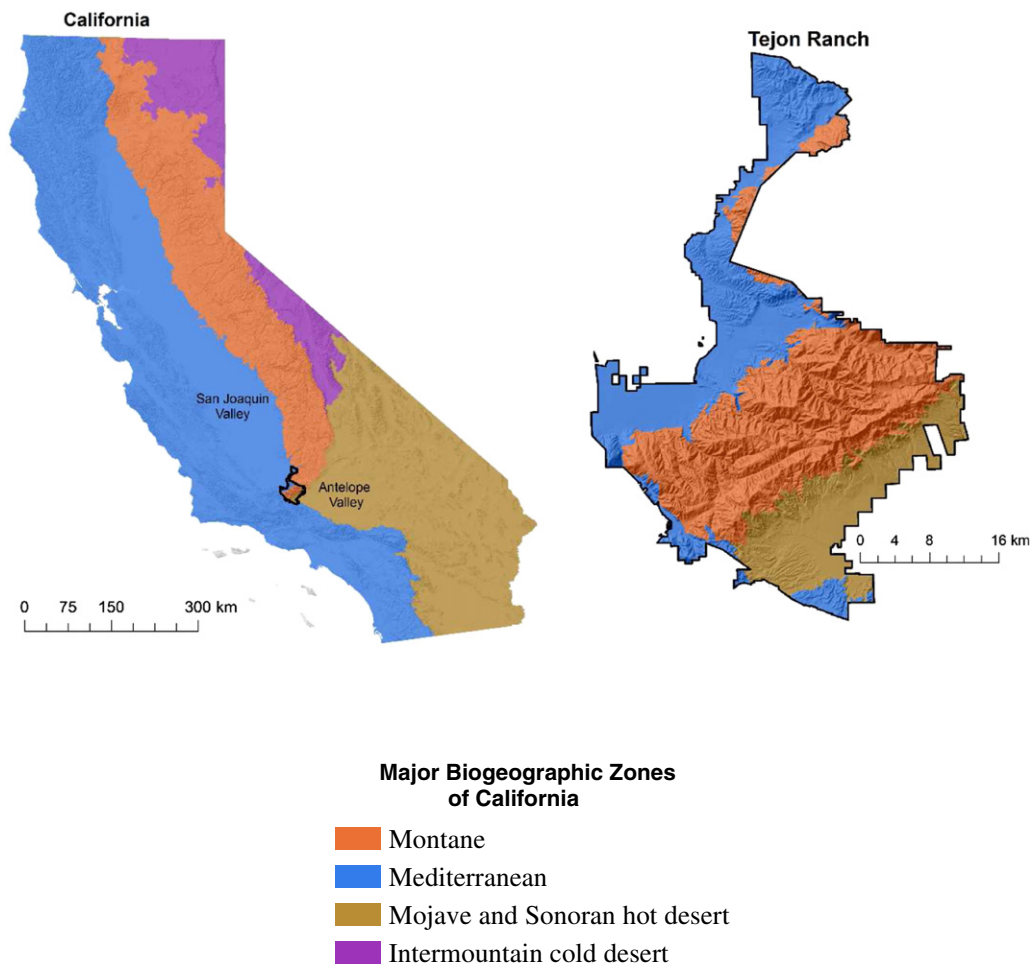 California
Tejon Ranch
San Joaquin
Valley
Antelope
Valley
0 75 150 300 km
0 4 8 16 km
Major Biogeographic Zones
of California
Montane
Mediterranean
Mojave and Sonoran hot desert
Intermountain cold desert